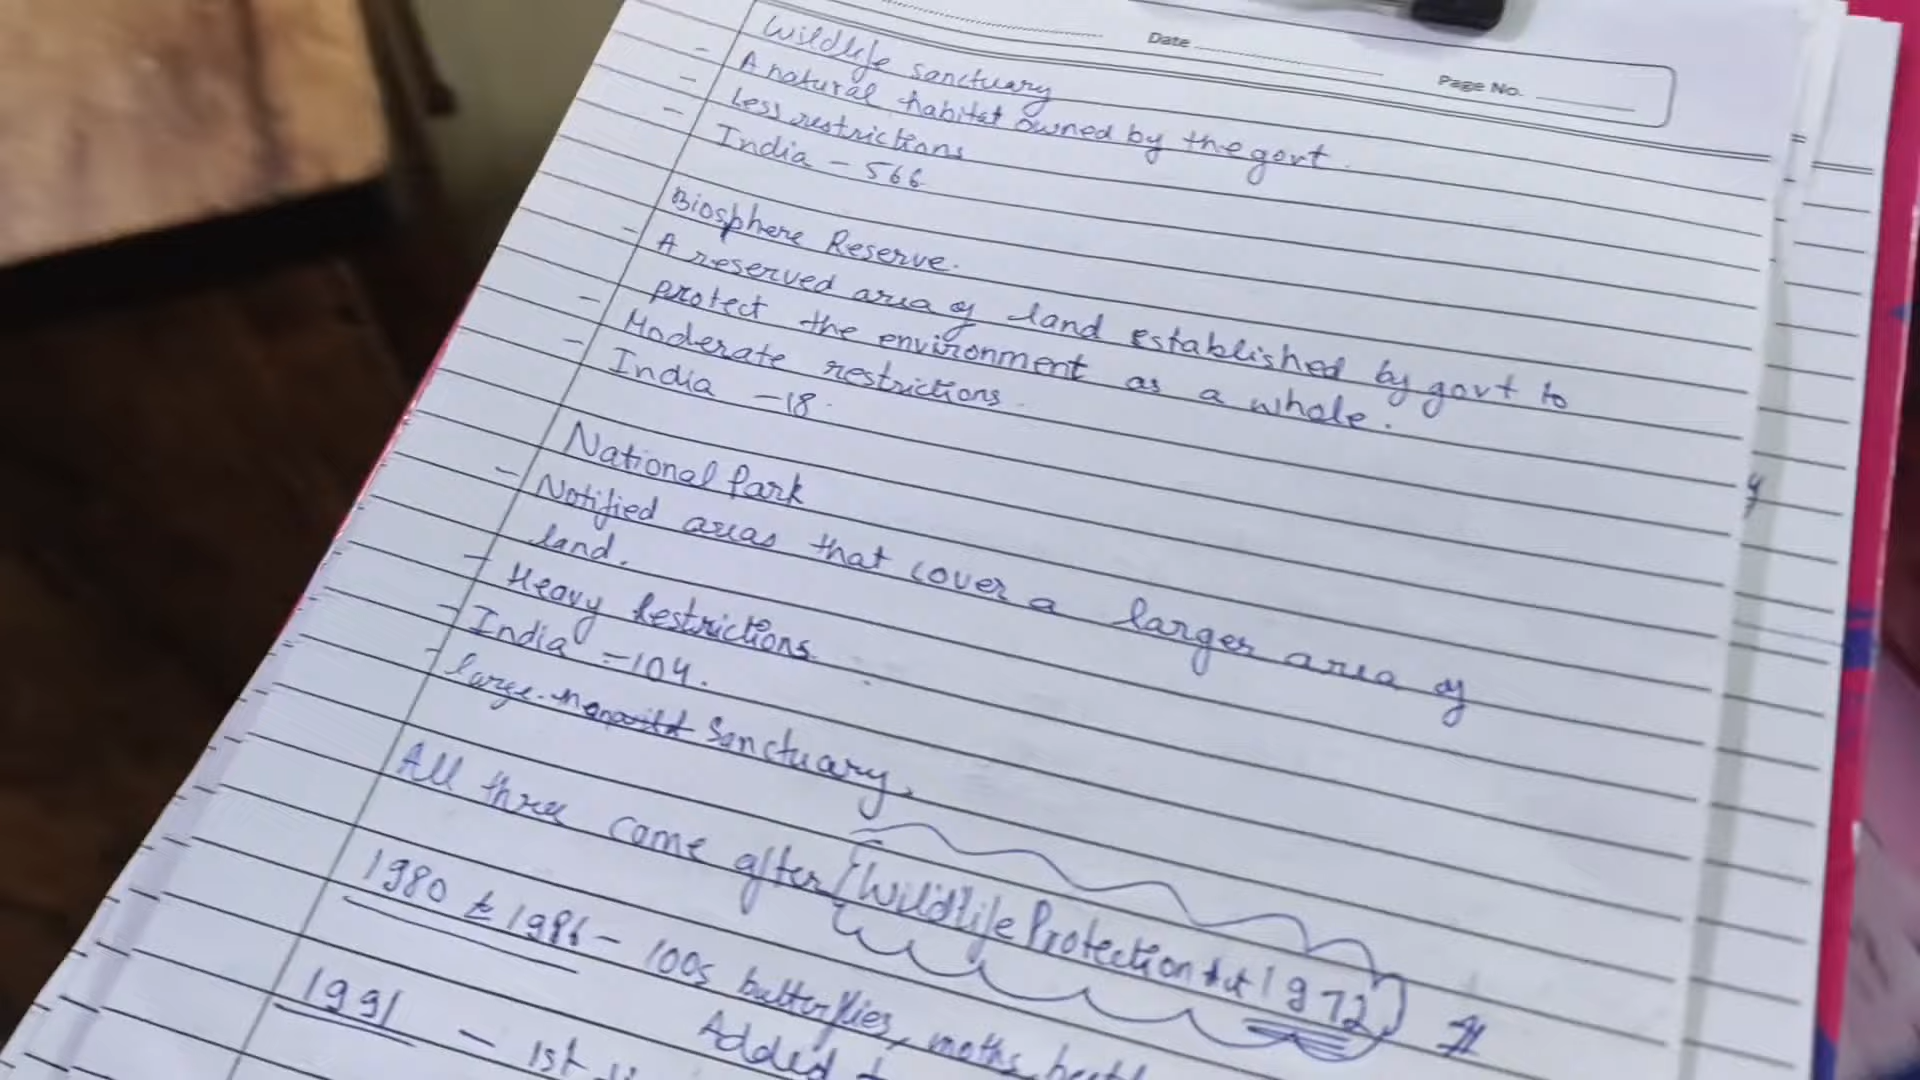 Date
Page No.
Wildlife sanctuary
- A natural habitat owned by the govt.
- Less restrictions
- India - 566
Biosphere Reserve.
- A reserved area of land established by govt to
protect the environment as a whole.
- Moderate restrictions.
- India - 18.
National Park
- Notified areas that cover a larger area of
land.
- Heavy Restrictions.
- India = 104.
- large. Sanctuary.
All three come after (Wildlife Protection Act 1972)
1980 to 1986 - 100s butterflies, moths,
Added
1991 - 1st
y